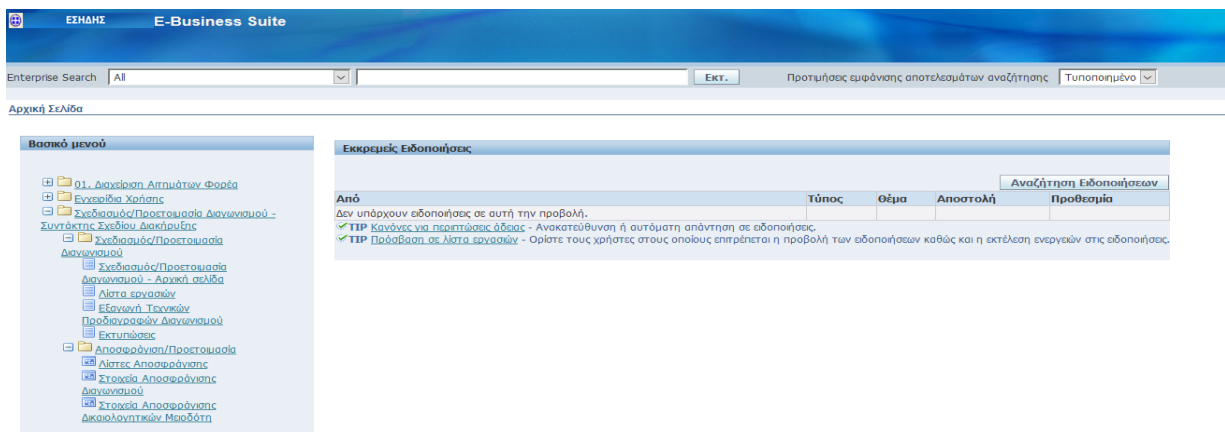 ΕΣΗΔΗΣ E-Business Suite
Enterprise Search All Εκτ. Προτιμήσεις εμφάνισης αποτελεσμάτων αναζήτησης Τυποποιημένο
Αρχική Σελίδα
Βασικό μενού
01. Διαχείριση Αιτημάτων Φορέα
Εγχειρίδια Χρήσης
Σχεδιασμός/Προετοιμασία Διαγωνισμού -
Συντάκτης Σχεδίου Διακήρυξης
Σχεδιασμός/Προετοιμασία
Διαγωνισμού
Σχεδιασμός/Προετοιμασία
Διαγωνισμού - Αρχική σελίδα
Λίστα εργασιών
Εξαγωγή Τεχνικών
Προδιαγραφών Διαγωνισμού
Εκτυπώσεις
Αποσφράγιση/Προετοιμασία
Λίστες Αποσφράγισης
Στοιχεία Αποσφράγισης
Διαγωνισμού
Στοιχεία Αποσφράγισης
Δικαιολογητικών Μειοδότη
Εκκρεμείς Ειδοποιήσεις
Αναζήτηση Ειδοποιήσεων
Από Τύπος Θέμα Αποστολή Προθεσμία
Δεν υπάρχουν ειδοποιήσεις σε αυτή την προβολή.
TIP Κανόνες για περιπτώσεις άδειας - Ανακατεύθυνση ή αυτόματη απάντηση σε ειδοποιήσεις.
TIP Πρόσβαση σε λίστα εργασιών - Ορίστε τους χρήστες στους οποίους επιτρέπεται η προβολή των ειδοποιήσεων καθώς και η εκτέλεση ενεργειών στις ειδοποιήσεις.